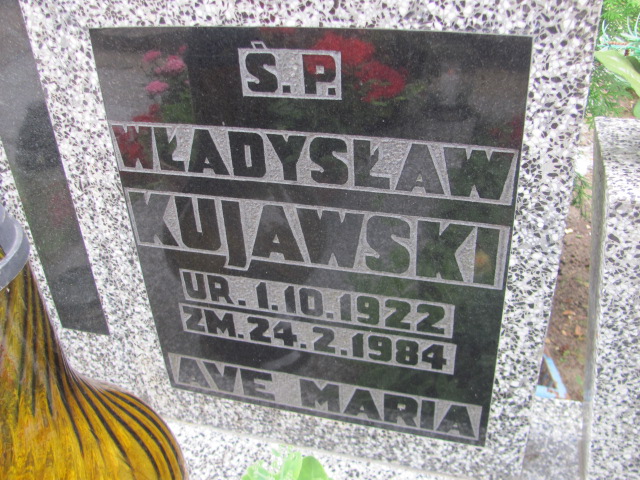 Ś.P.
WŁADYSŁAW
KUJAWSKI
UR. 1.10.1922
ZM. 24.2.1984
AVE MARIA